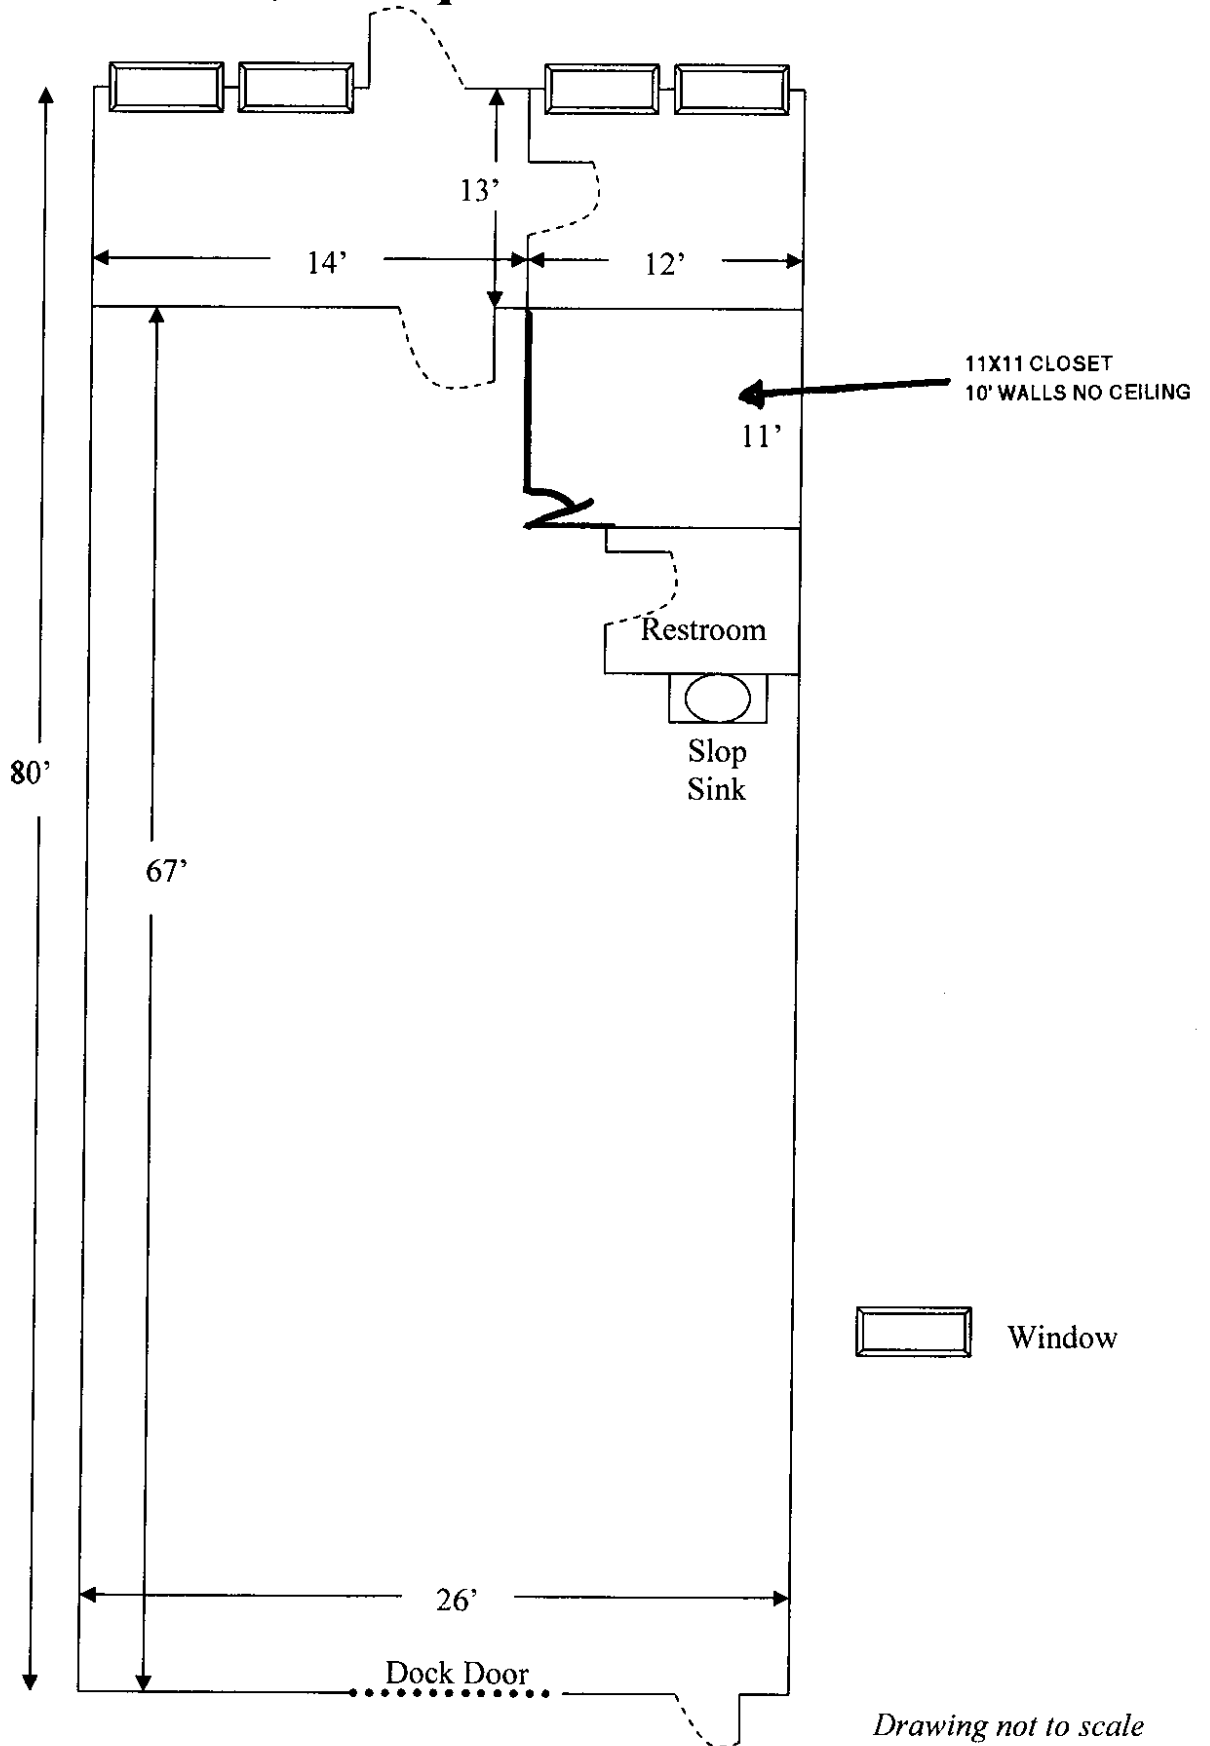 13’
14’
12’
11X11 CLOSET
10' WALLS NO CEILING
11’
Restroom
Slop
Sink
80’
67’
Window
26’
Dock Door
Drawing not to scale